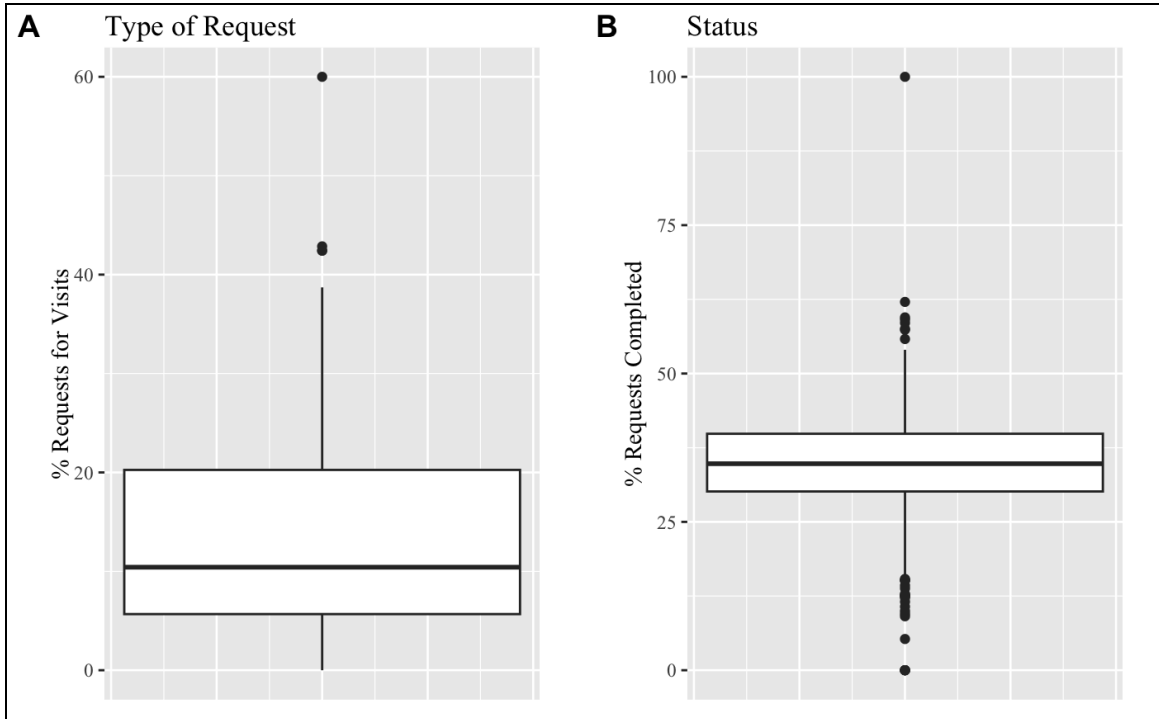 A
Type of Request
% Requests for Visits
60
40
20
0
B
Status
% Requests Completed
100
75
50
25
0